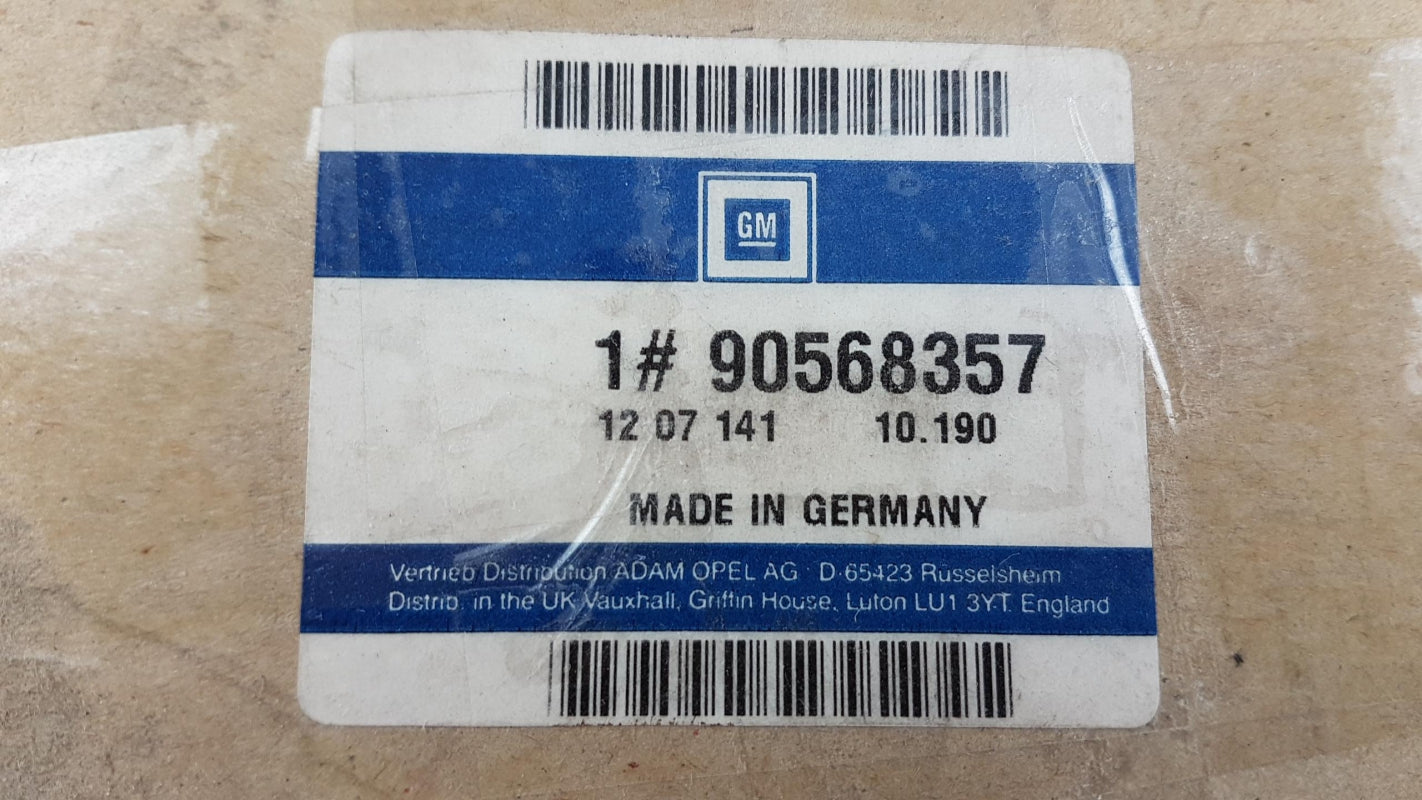 GM
1# 90568357
12 07 141 10.190
MADE IN GERMANY
Vertrieb Distribution ADAM OPEL AG · D-65423 Rüsselsheim
Distrib. in the UK Vauxhall, Griffin House, Luton LU1 3YT. England